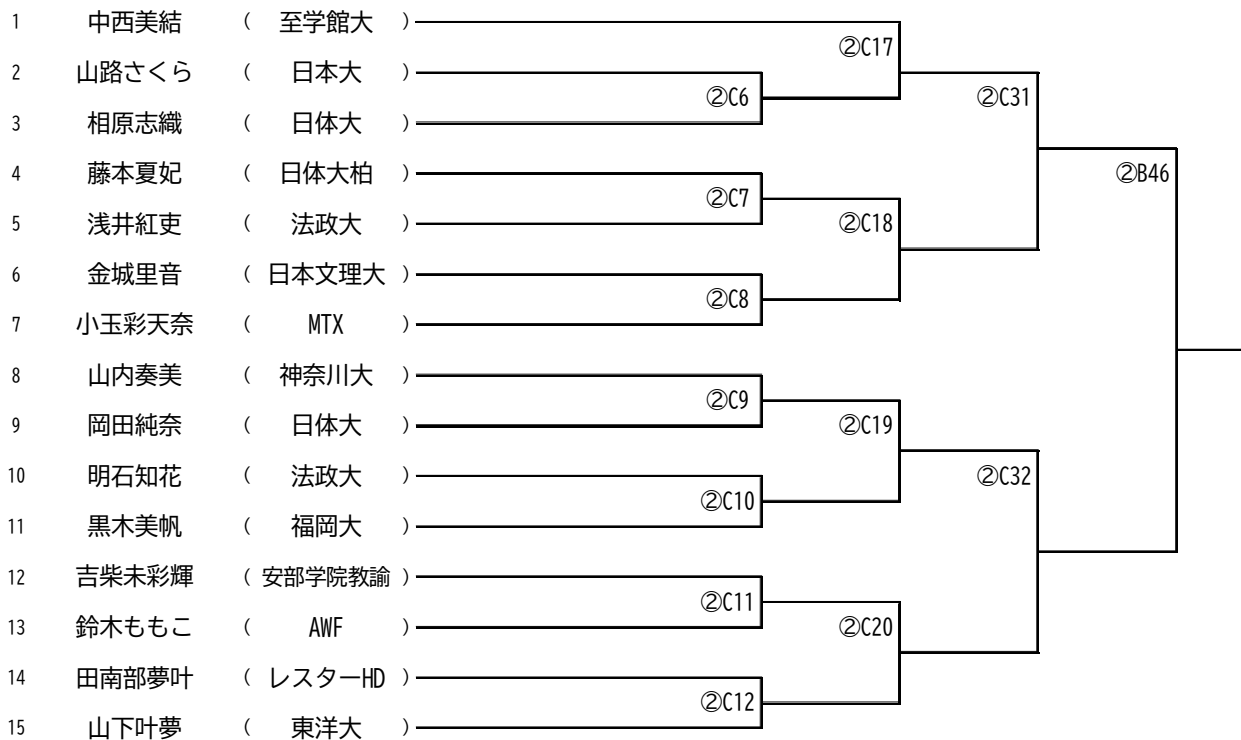 1 中西美結 ( 至学館大 )
②C17
2 山路さくら ( 日本大 )
②C6 ②C31
3 相原志織 ( 日体大 )
4 藤本夏妃 ( 日体大柏 ) ②B46
②C7
5 浅井紅吏 ( 法政大 ) ②C18
6 金城里音 ( 日本文理大 )
②C8
7 小玉彩天奈 ( MTX )
8 山内奏美 ( 神奈川大 )
②C9
9 岡田純奈 ( 日体大 ) ②C19
10 明石知花 ( 法政大 ) ②C32
②C10
11 黒木美帆 ( 福岡大 )
12 吉柴未彩輝 ( 安部学院教諭 )
②C11
13 鈴木ももこ ( AWF ) ②C20
14 田南部夢叶 ( レスターHD )
②C12
15 山下叶夢 ( 東洋大 )